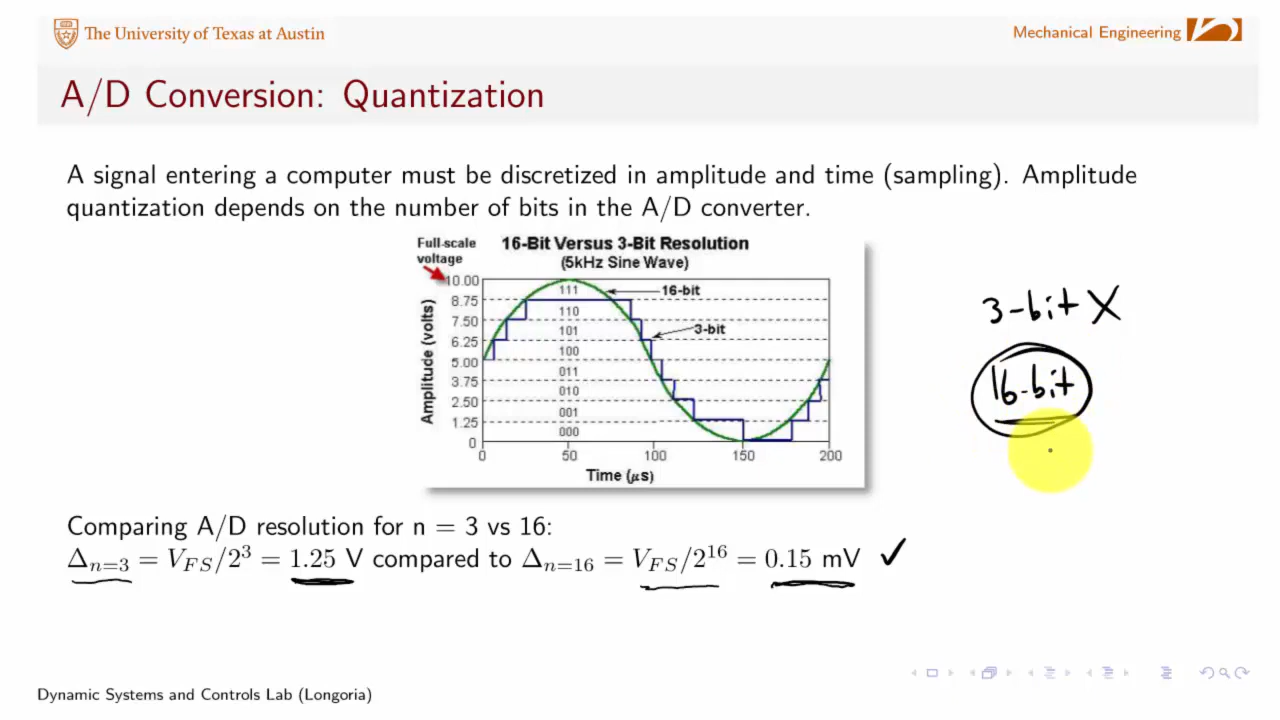 The University of Texas at Austin
Mechanical Engineering
A/D Conversion: Quantization
A signal entering a computer must be discretized in amplitude and time (sampling). Amplitude
quantization depends on the number of bits in the A/D converter.
Full-scale
voltage
16-Bit Versus 3-Bit Resolution
(5kHz Sine Wave)
10.00
8.75
7.50
6.25
5.00
3.75
2.50
1.25
0
Amplitude (volts)
111
110
101
100
011
010
001
000
16-bit
3-bit
0 50 100 150 200
Time (μs)
3-bit X
16-bit
Comparing A/D resolution for n = 3 vs 16:
Δₙ₌₃ = V_FS/2³ = 1.25 V compared to Δₙ₌₁₆ = V_FS/2¹⁶ = 0.15 mV ✓
Dynamic Systems and Controls Lab (Longoria)